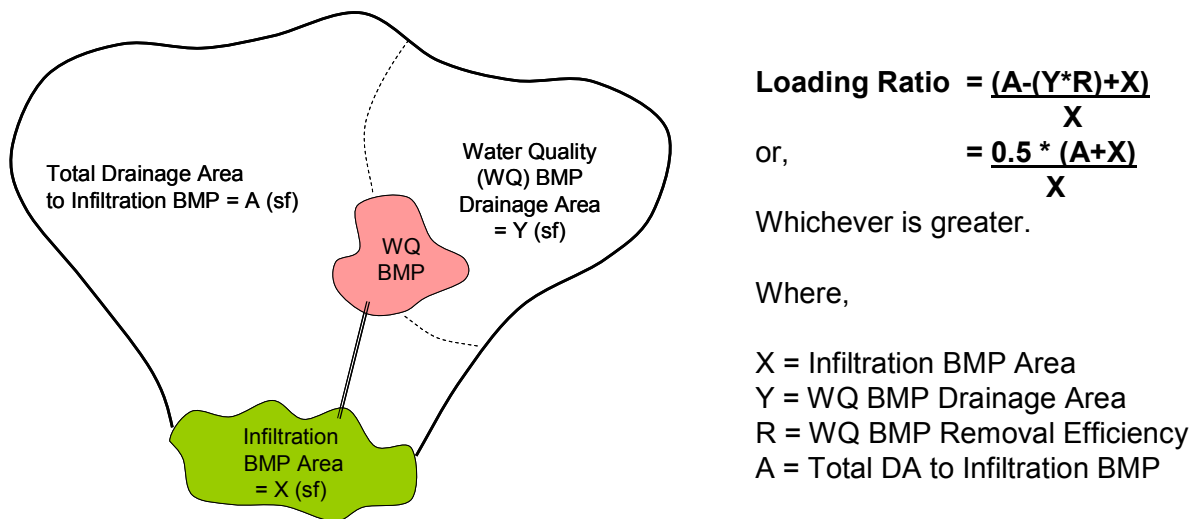 Total Drainage Area
to Infiltration BMP = A (sf)
Water Quality
(WQ) BMP
Drainage Area
= Y (sf)
WQ
BMP
Infiltration
BMP Area
= X (sf)
Loading Ratio = (A-(Y*R)+X)
X
or, = 0.5 * (A+X)
X
Whichever is greater.
Where,
X = Infiltration BMP Area
Y = WQ BMP Drainage Area
R = WQ BMP Removal Efficiency
A = Total DA to Infiltration BMP